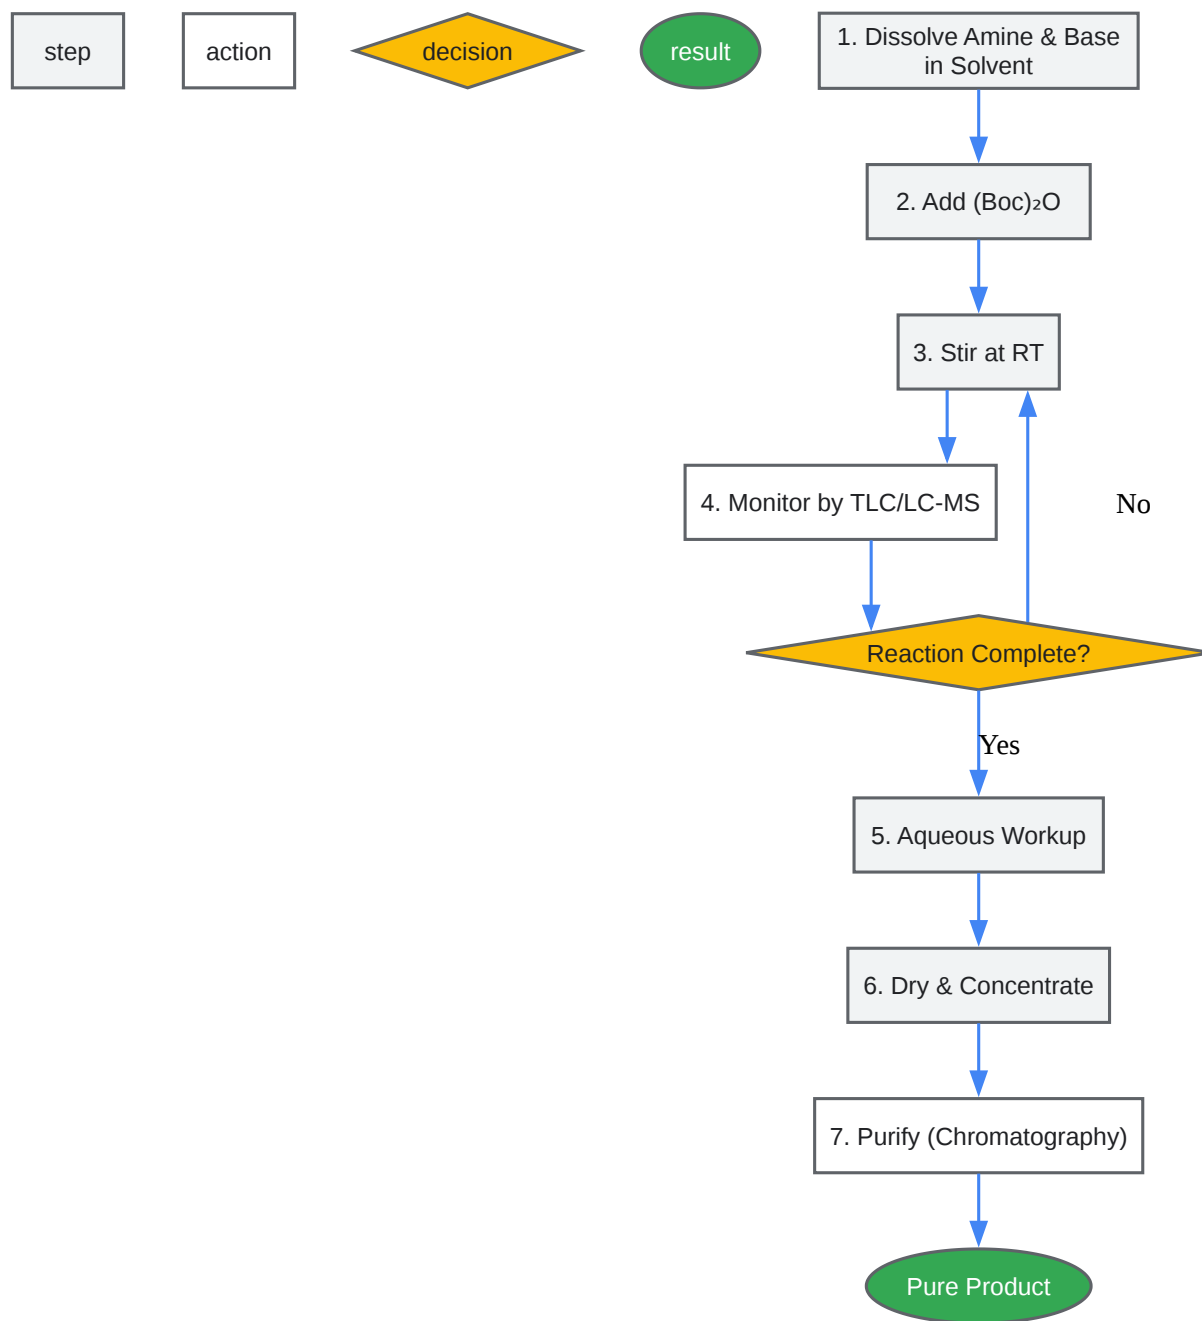 step
action
decision
result
1. Dissolve Amine & Base
in Solvent
2. Add (Boc)₂O
3. Stir at RT
4. Monitor by TLC/LC-MS
No
Reaction Complete?
Yes
5. Aqueous Workup
6. Dry & Concentrate
7. Purify (Chromatography)
Pure Product